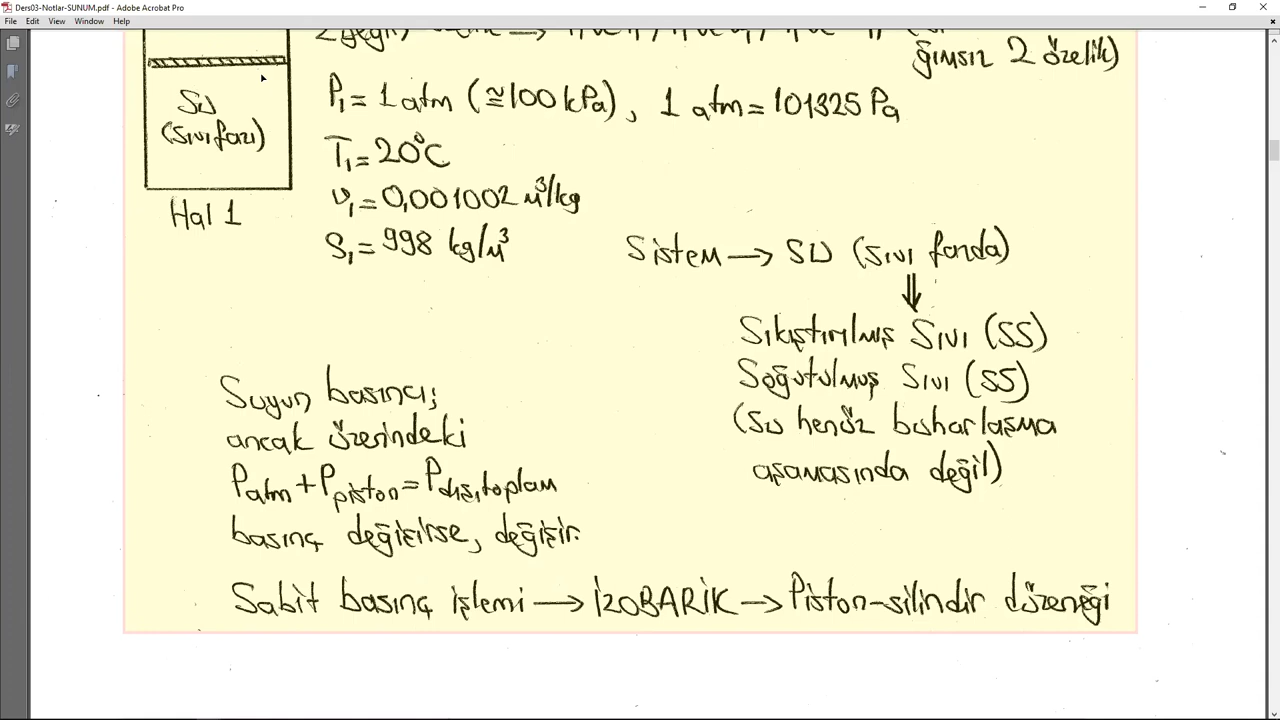 Ders03-Notlar-SUNUM.pdf - Adobe Acrobat Pro
File Edit View Window Help
ğımsız 2 özelik)
P₁ = 1 atm (≅100 kPa), 1 atm = 101325 Pa
Su
(Sıvı fazı)
T₁ = 20°C
υ₁ = 0,001002 m³/kg
Hal 1
ρ₁ = 998 kg/m³
Sistem → SU (sıvı fazda)
⇓
Sıkıştırılmış Sıvı (SS)
Soğutulmuş Sıvı (SS)
(Su henüz buharlaşma
aşamasında değil)
Suyun basıncı;
ancak üzerindeki
Patm + Ppiston = Pdış,toplam
basınç değişirse, değişir.
Sabit basınç işlemi → İZOBARİK → Piston-silindir düzeneği